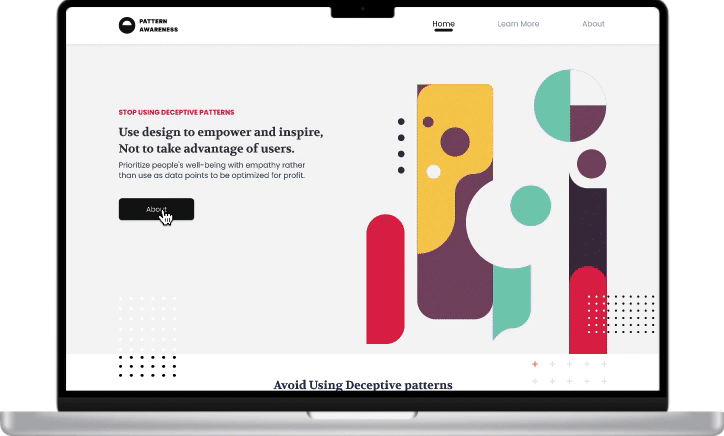 PATTERN
AWARENESS
Home
Learn More
About
STOP USING DECEPTIVE PATTERNS
Use design to empower and inspire,
Not to take advantage of users.
Prioritize people's well-being with empathy rather
than use as data points to be optimized for profit.
About
Avoid Using Deceptive patterns